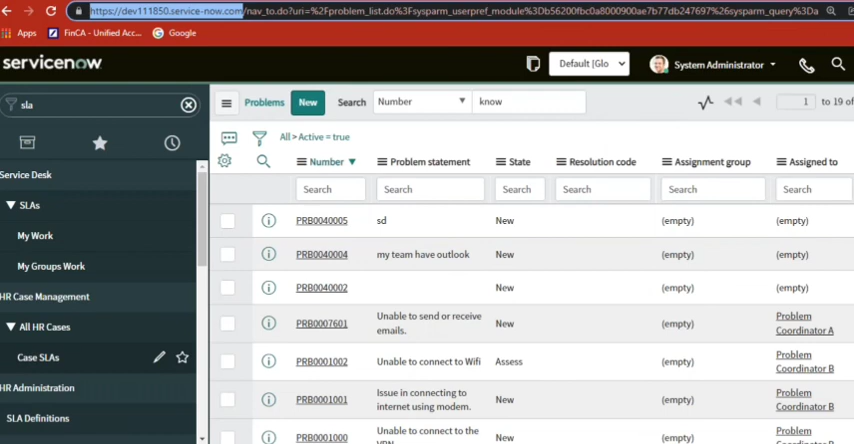 https://dev111850.service-now.com/nav_to.do?uri=%2Fproblem_list.do%3Fsysparm_userpref_module%3Db56200fbc0a8000900ae7b77db247697%26sysparm_query%3Da
Apps FinCA - Unified Acc... Google
servicenow Default [Glo System Administrator
sla
Problems New Search Number know 1 to 19 of
All > Active = true
Number Problem statement State Resolution code Assignment group Assigned to
Search Search Search Search Search Search
Service Desk
SLAs
My Work
My Groups Work
HR Case Management
All HR Cases
Case SLAs
HR Administration
SLA Definitions
PRB0040005 sd New (empty) (empty)
PRB0040004 my team have outlook New (empty) (empty)
PRB0040002 New (empty) (empty)
PRB0007601 Unable to send or receive emails. New (empty) Problem Coordinator A
PRB0001002 Unable to connect to Wifi Assess (empty) Problem Coordinator B
PRB0001001 Issue in connecting to internet using modem. New (empty) Problem Coordinator B
PRB0001000 Unable to connect to the VPN New (empty) Problem Coordinator B